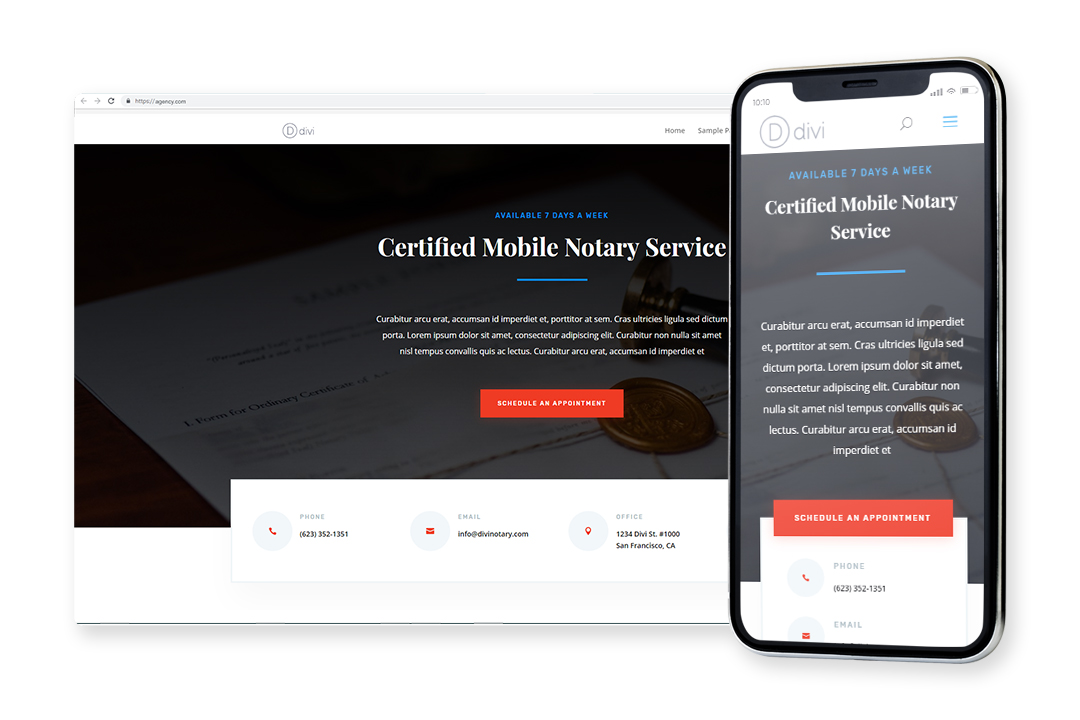 https://agency.com
divi
Home Sample P
AVAILABLE 7 DAYS A WEEK
Certified Mobile Notary Service
Curabitur arcu erat, accumsan id imperdiet et, porttitor at sem. Cras ultricies ligula sed dictum
porta. Lorem ipsum dolor sit amet, consectetur adipiscing elit. Curabitur non nulla sit amet
nisl tempus convallis quis ac lectus. Curabitur arcu erat, accumsan id imperdiet et
SCHEDULE AN APPOINTMENT
I. Form for Ordinary Certificate of
PHONE
(623) 352-1351
EMAIL
info@divinotary.com
OFFICE
1234 Divi St. #1000
San Francisco, CA
10:10
divi
AVAILABLE 7 DAYS A WEEK
Certified Mobile Notary
Service
Curabitur arcu erat, accumsan id imperdiet
et, porttitor at sem. Cras ultricies ligula sed
dictum porta. Lorem ipsum dolor sit amet,
consectetur adipiscing elit. Curabitur non
nulla sit amet nisl tempus convallis quis ac
lectus. Curabitur arcu erat, accumsan id
imperdiet et
SCHEDULE AN APPOINTMENT
PHONE
(623) 352-1351
EMAIL